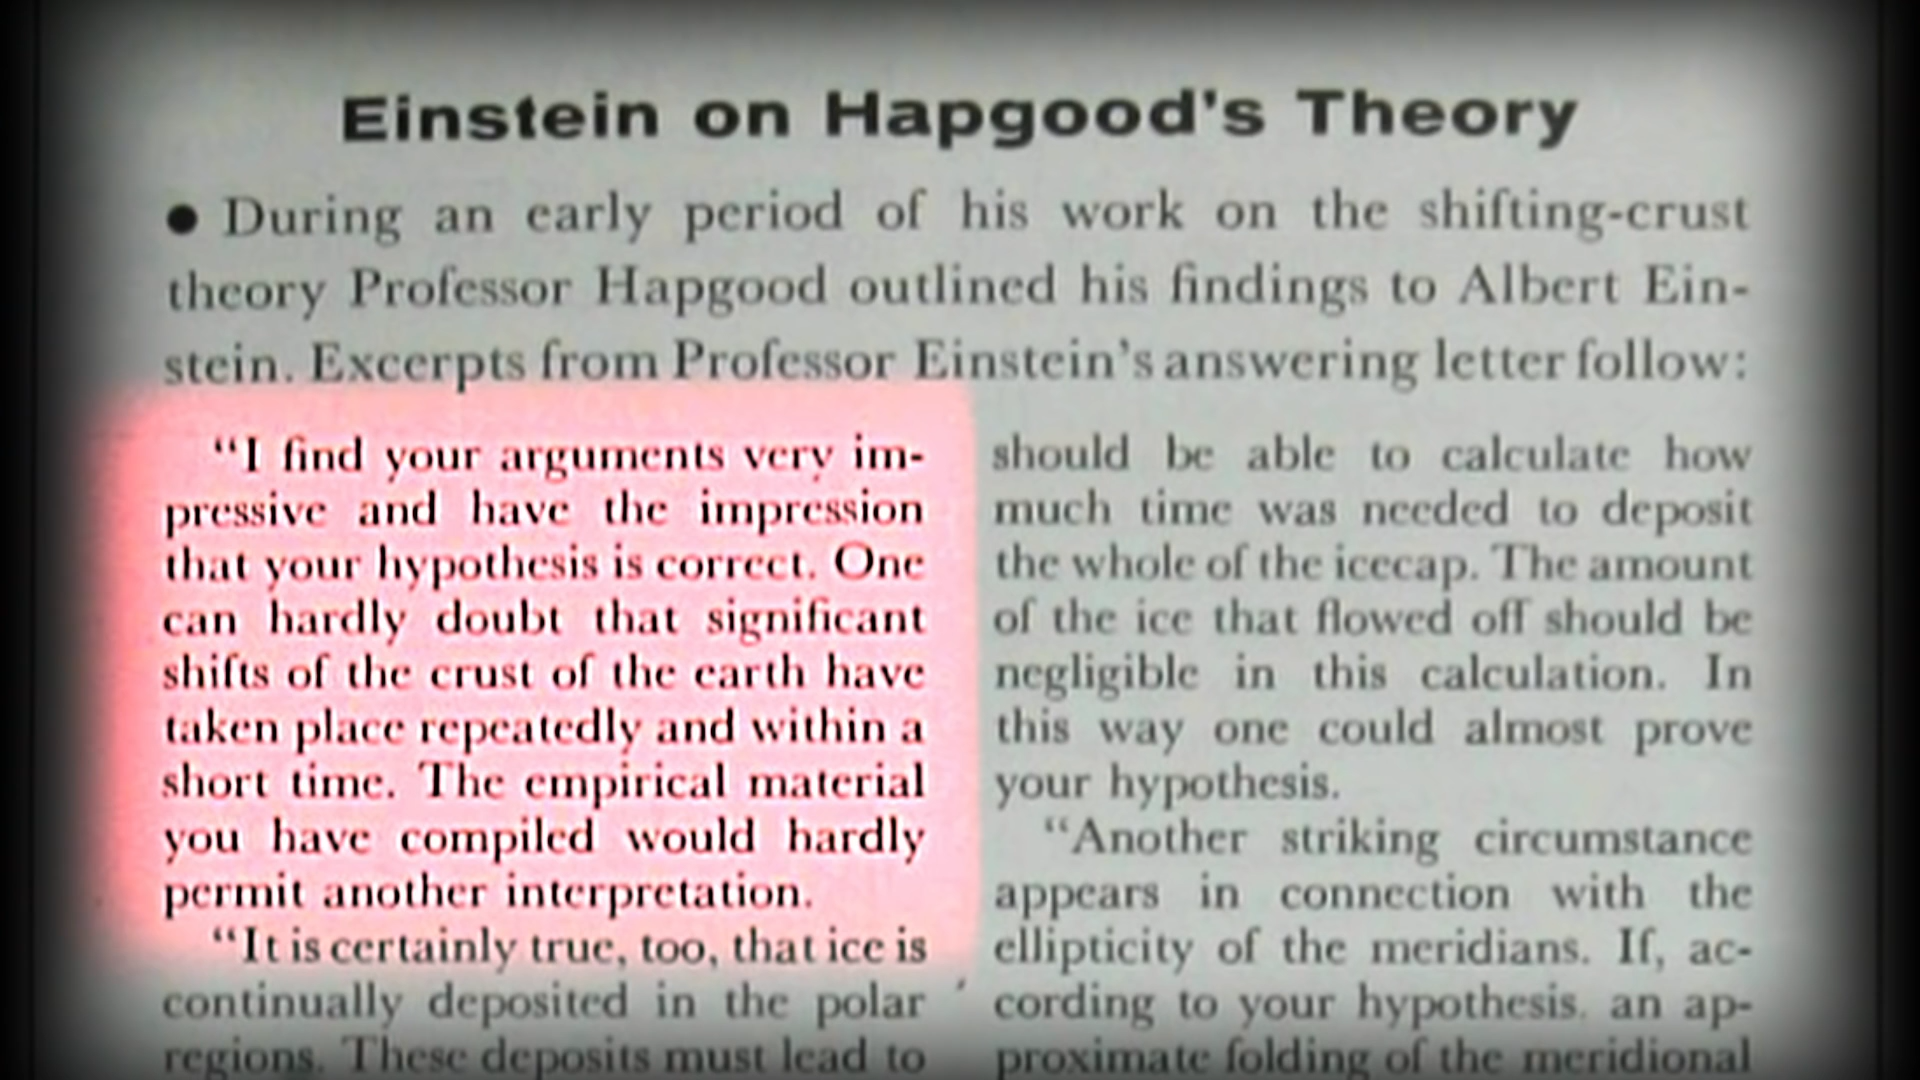 Einstein on Hapgood's Theory
● During an early period of his work on the shifting-crust
theory Professor Hapgood outlined his findings to Albert Ein-
stein. Excerpts from Professor Einstein's answering letter follow:
“I find your arguments very im-
pressive and have the impression
that your hypothesis is correct. One
can hardly doubt that significant
shifts of the crust of the earth have
taken place repeatedly and within a
short time. The empirical material
you have compiled would hardly
permit another interpretation.
“It is certainly true, too, that ice is
continually deposited in the polar
regions. These deposits must lead to
should be able to calculate how
much time was needed to deposit
the whole of the icecap. The amount
of the ice that flowed off should be
negligible in this calculation. In
this way one could almost prove
your hypothesis.
“Another striking circumstance
appears in connection with the
ellipticity of the meridians. If, ac-
cording to your hypothesis, an ap-
proximate folding of the meridional